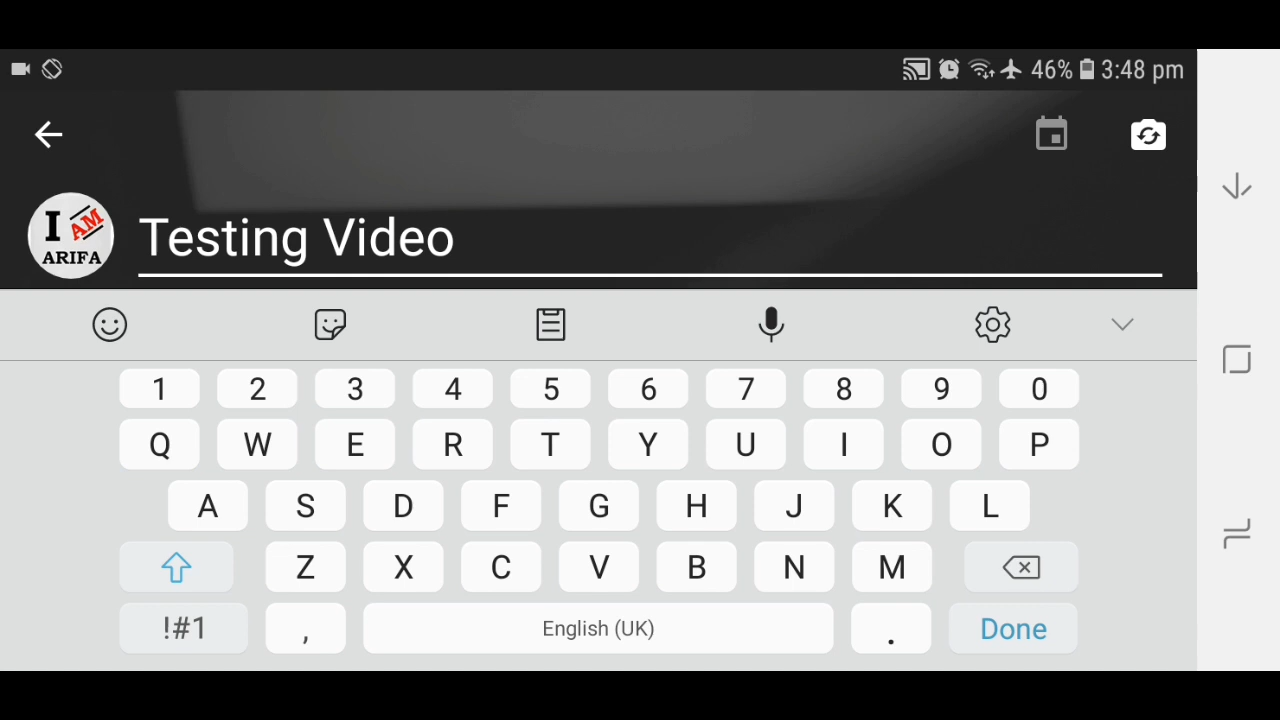 46% 3:48 pm
I AM
ARIFA
Testing Video
1 2 3 4 5 6 7 8 9 0
Q W E R T Y U I O P
A S D F G H J K L
Z X C V B N M
!#1 , English (UK) . Done